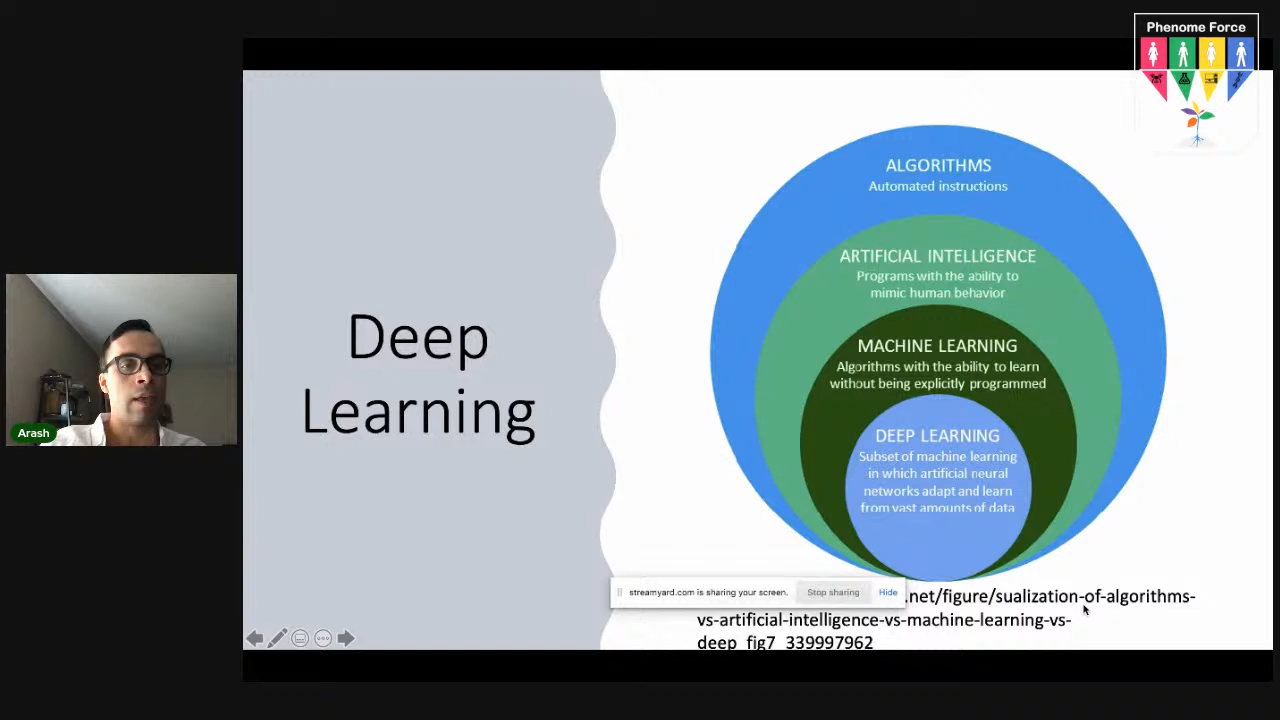 Phenome Force
Deep
Learning
ALGORITHMS
Automated instructions
ARTIFICIAL INTELLIGENCE
Programs with the ability to
mimic human behavior
MACHINE LEARNING
Algorithms with the ability to learn
without being explicitly programmed
DEEP LEARNING
Subset of machine learning
in which artificial neural
networks adapt and learn
from vast amounts of data
Arash
streamyard.com is sharing your screen.
Stop sharing
Hide
.net/figure/sualization-of-algorithms-
vs-artificial-intelligence-vs-machine-learning-vs-
deep_fig7_339997962